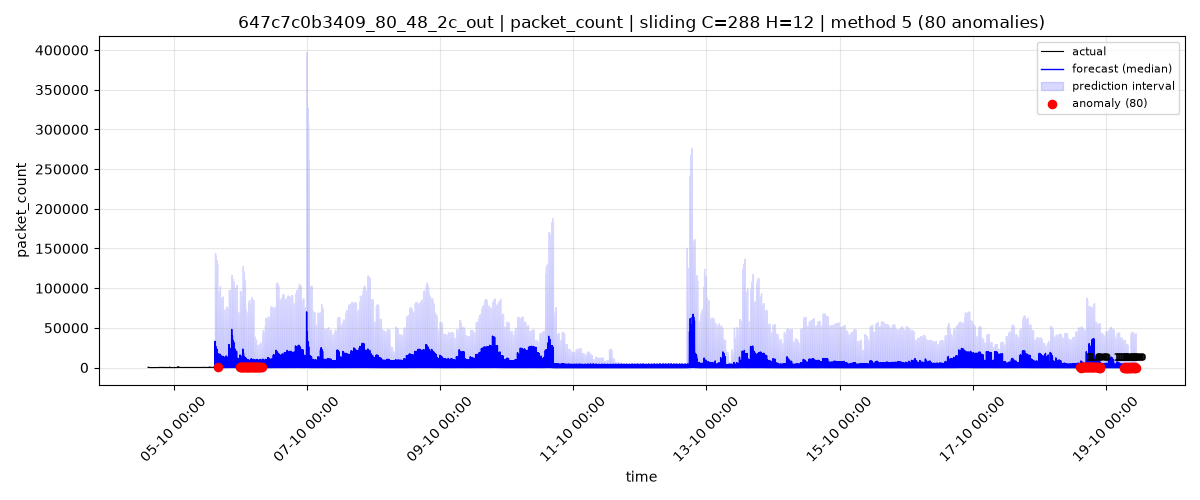 647c7c0b3409_80_48_2c_out | packet_count | sliding C=288 H=12 | method 5 (80 anomalies)
actual
forecast (median)
prediction interval
anomaly (80)
packet_count
400000
350000
300000
250000
200000
150000
100000
50000
0
05-10 00:00
07-10 00:00
09-10 00:00
11-10 00:00
13-10 00:00
15-10 00:00
17-10 00:00
19-10 00:00
time